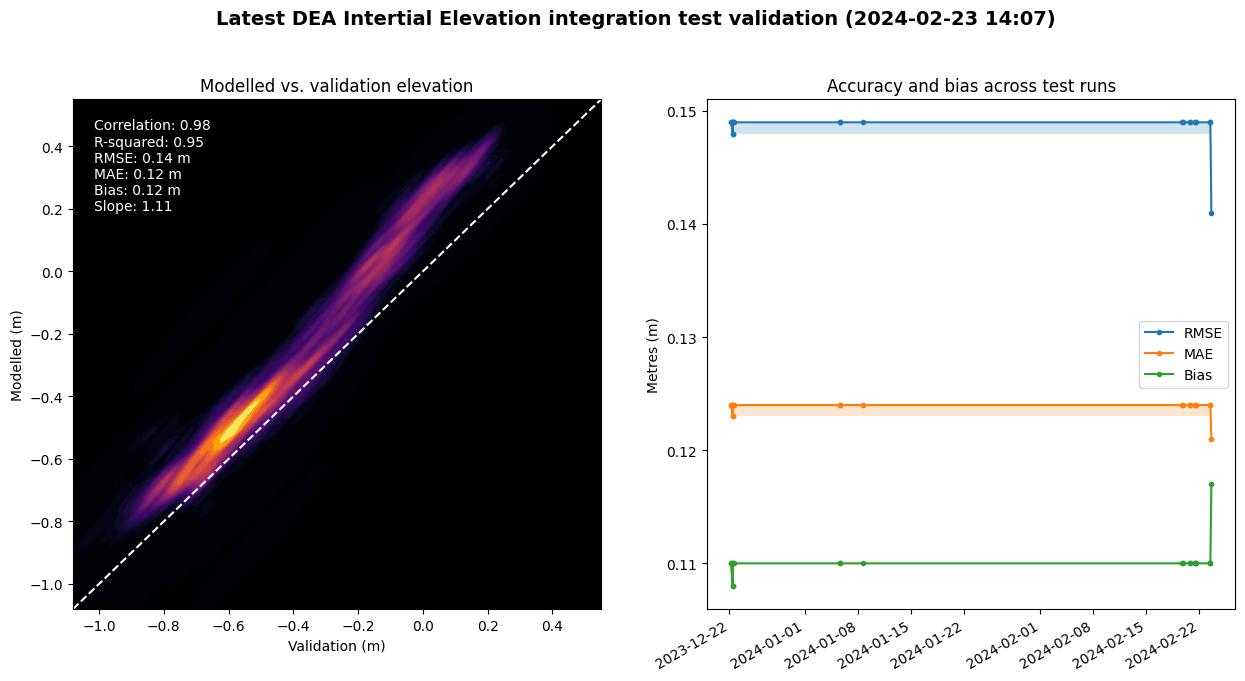 Latest DEA Intertial Elevation integration test validation (2024-02-23 14:07)
Modelled vs. validation elevation
Correlation: 0.98
R-squared: 0.95
RMSE: 0.14 m
MAE: 0.12 m
Bias: 0.12 m
Slope: 1.11
0.4
0.2
0.0
−0.2
−0.4
−0.6
−0.8
−1.0
Modelled (m)
−1.0 −0.8 −0.6 −0.4 −0.2 0.0 0.2 0.4
Validation (m)
Accuracy and bias across test runs
0.15
0.14
0.13
0.12
0.11
Metres (m)
RMSE
MAE
Bias
2023-12-22 2024-01-01 2024-01-08 2024-01-15 2024-01-22 2024-02-01 2024-02-08 2024-02-15 2024-02-22